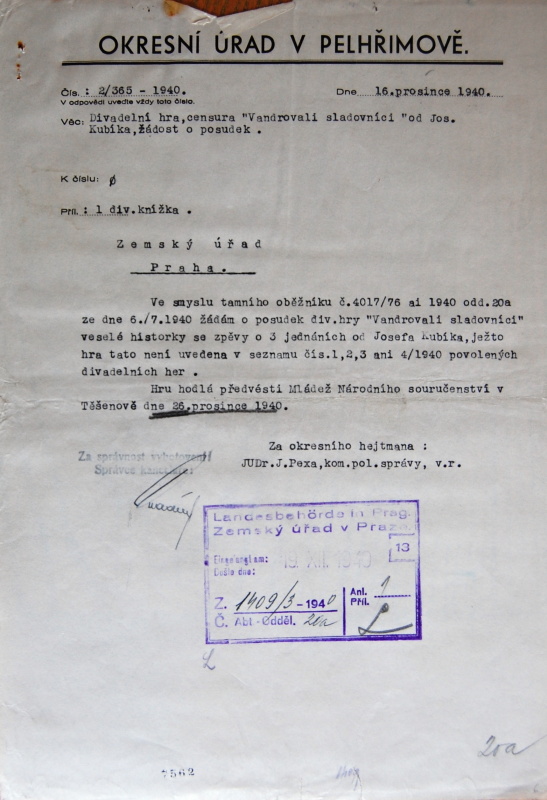 OKRESNÍ ÚRAD V PELHŘIMOVĚ.
Čís. : 2/365 - 1940. Dne 16.prosince 1940.
V odpovědi uveďte vždy toto číslo.
Věc: Divadelní hra,censura "Vandrovali sladovníci "od Jos.
Kubíka,žádost o posudek .
K číslu: ø
Příl. : 1 div.knížka .
Zemský úřad
Praha.
Ve smyslu tamního oběžníku č.4017/76 ai 1940 odd.20a
ze dne 6./7.1940 žádám o posudek div.hry "Vandrovali sladovníci"
veselé historky se zpěvy o 3 jednáních od Josefa Kubíka,ježto
hra tato není uvedena v seznamu čís.1,2,3 ani 4/1940 povolených
divadelních her .
Hru hodlá předvésti Mládež Národního souručenství v
Těšenově dne 26.prosince 1940.
Za okresního hejtmana :
JUDr.J.Pexa,kom.pol.správy, v.r.
Za správnost vyhotovení
Správce kanceláře:
Landesbehörde in Prag.
Zemský úřad v Praze.
13
Eingelangt am:
Došlo dne:
19. XII. 1940
Z. 1409/3 - 1940
Č. Abt.-Odděl. 20a
Anl. 1
Příl.
20a
7562